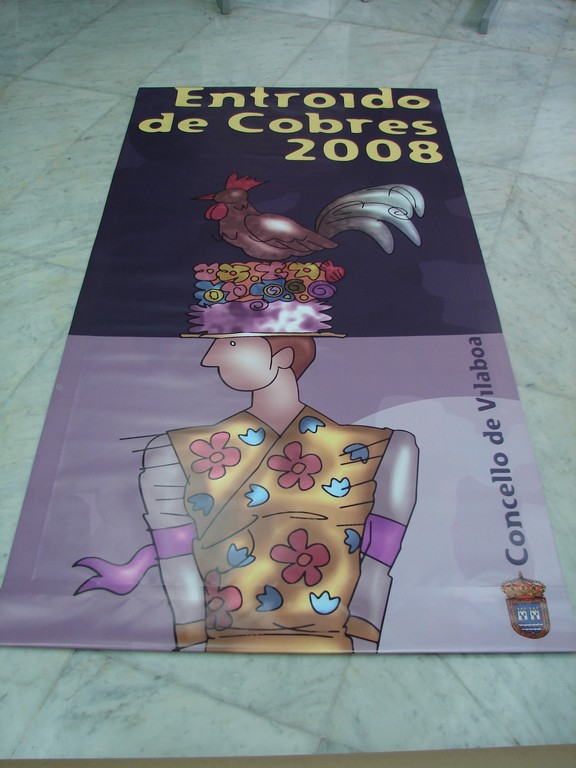 Entroido
de Cobres
2008
Concello de Vilaboa